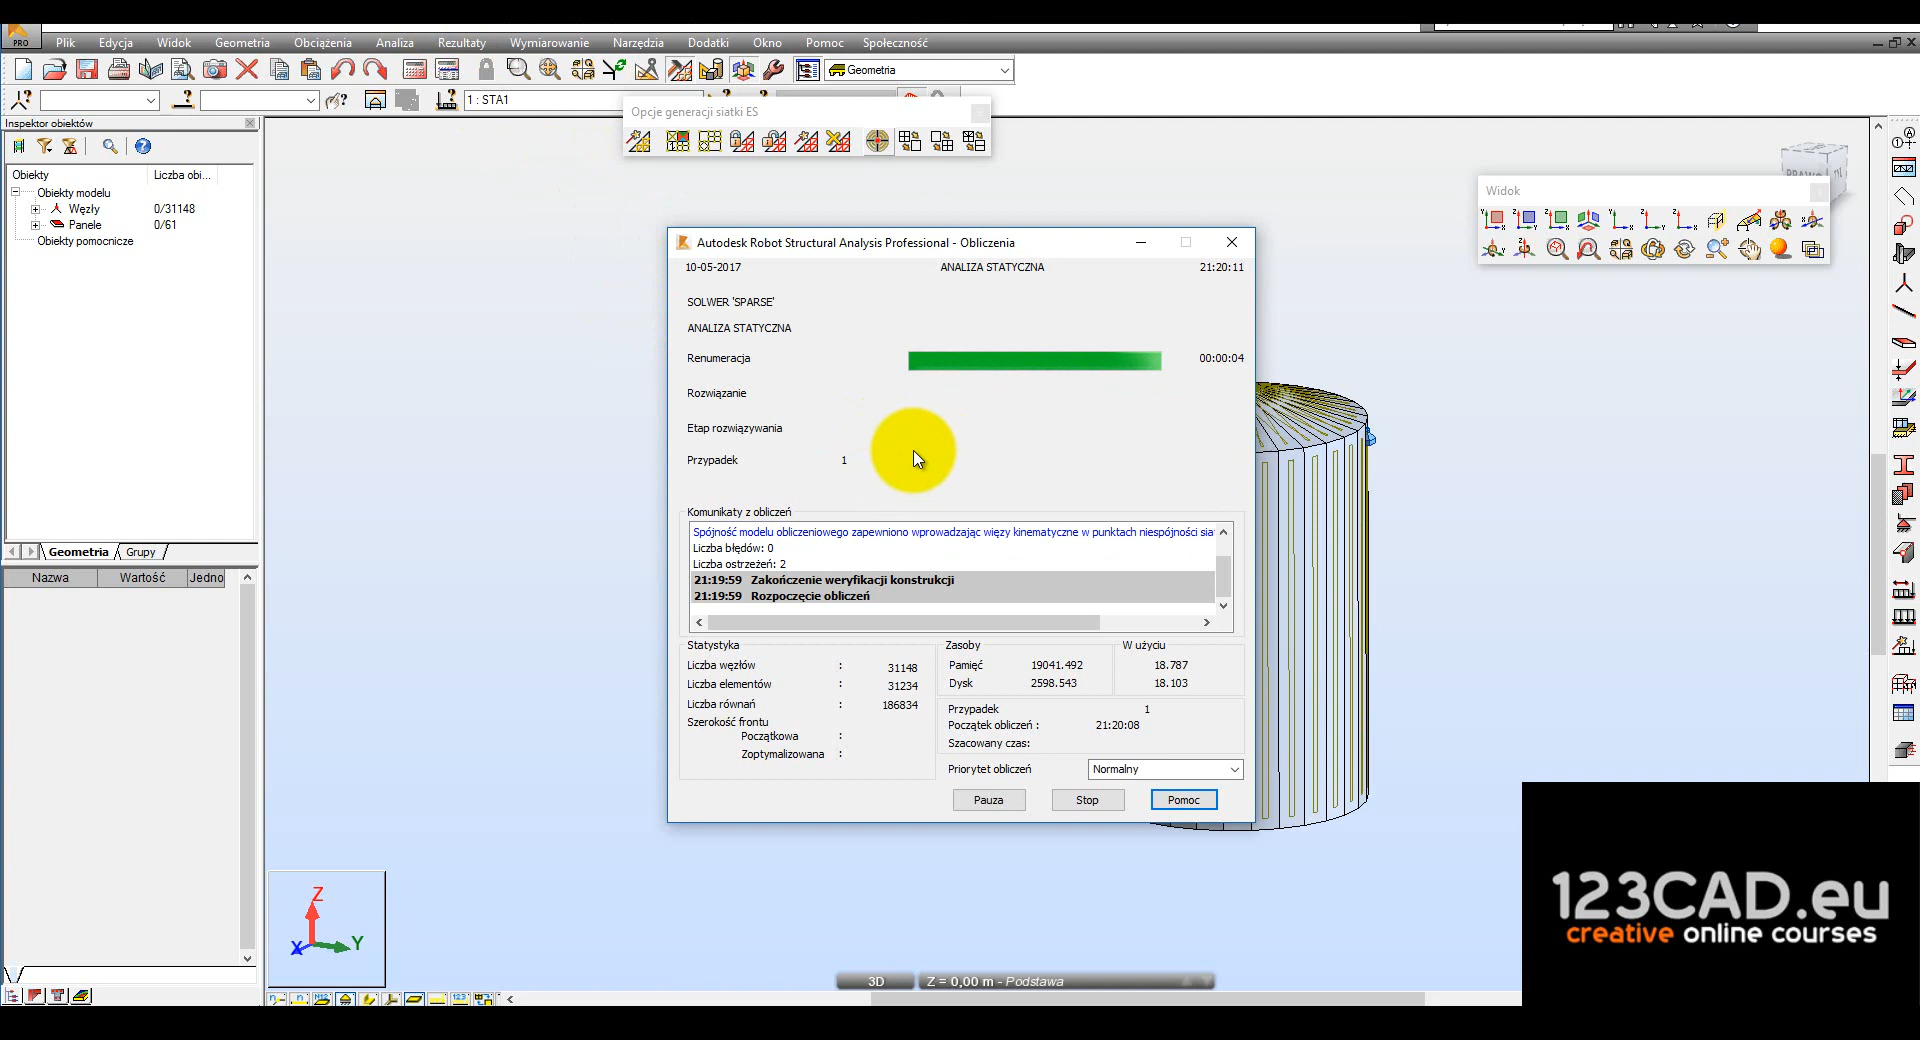 PRO
Plik Edycja Widok Geometria Obciążenia Analiza Rezultaty Wymiarowanie Narzędzia Dodatki Okno Pomoc Społeczność
Geometria
1 : STA1
Inspektor obiektów
Opcje generacji siatki ES
Obiekty Liczba obi...
Obiekty modelu
Węzły 0/31148
Panele 0/61
Obiekty pomocnicze
Widok
Autodesk Robot Structural Analysis Professional - Obliczenia
10-05-2017 ANALIZA STATYCZNA 21:20:11
SOLWER 'SPARSE'
ANALIZA STATYCZNA
Renumeracja 00:00:04
Rozwiązanie
Etap rozwiązywania
Przypadek 1
Komunikaty z obliczeń
Spójność modelu obliczeniowego zapewniono wprowadzając więzy kinematyczne w punktach niespójności sia
Liczba błędów: 0
Liczba ostrzeżeń: 2
21:19:59 Zakończenie weryfikacji konstrukcji
21:19:59 Rozpoczęcie obliczeń
Geometria Grupy
Nazwa Wartość Jedno
Statystyka
Liczba węzłów : 31148
Liczba elementów : 31234
Liczba równań : 186834
Szerokość frontu
Początkowa :
Zoptymalizowana :
Zasoby W użyciu
Pamięć 19041.492 18.787
Dysk 2598.543 18.103
Przypadek 1
Początek obliczeń : 21:20:08
Szacowany czas:
Priorytet obliczeń Normalny
Pauza Stop Pomoc
Z
X Y
3D Z = 0,00 m - Podstawa
123CAD.eu
creative online courses